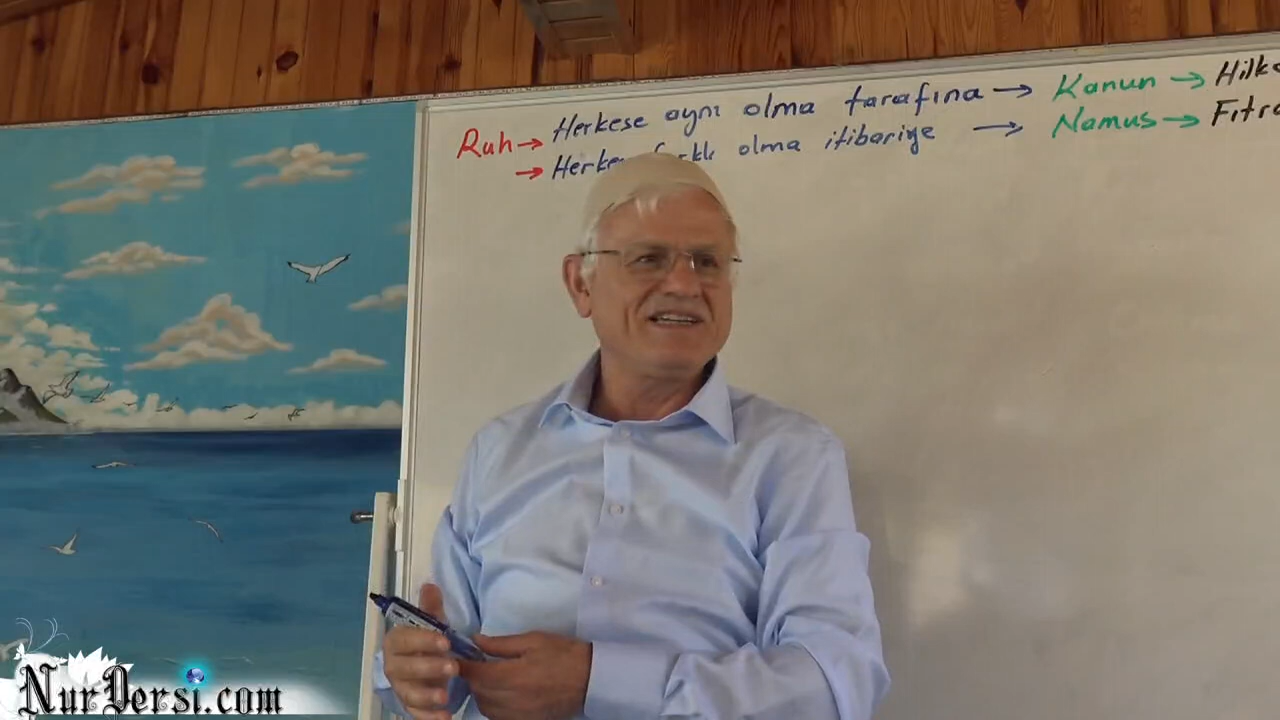 Ruh → Herkese aynı olma tarafına → Kanun →
→ olma itibariye → Namus →
NurDersi.com